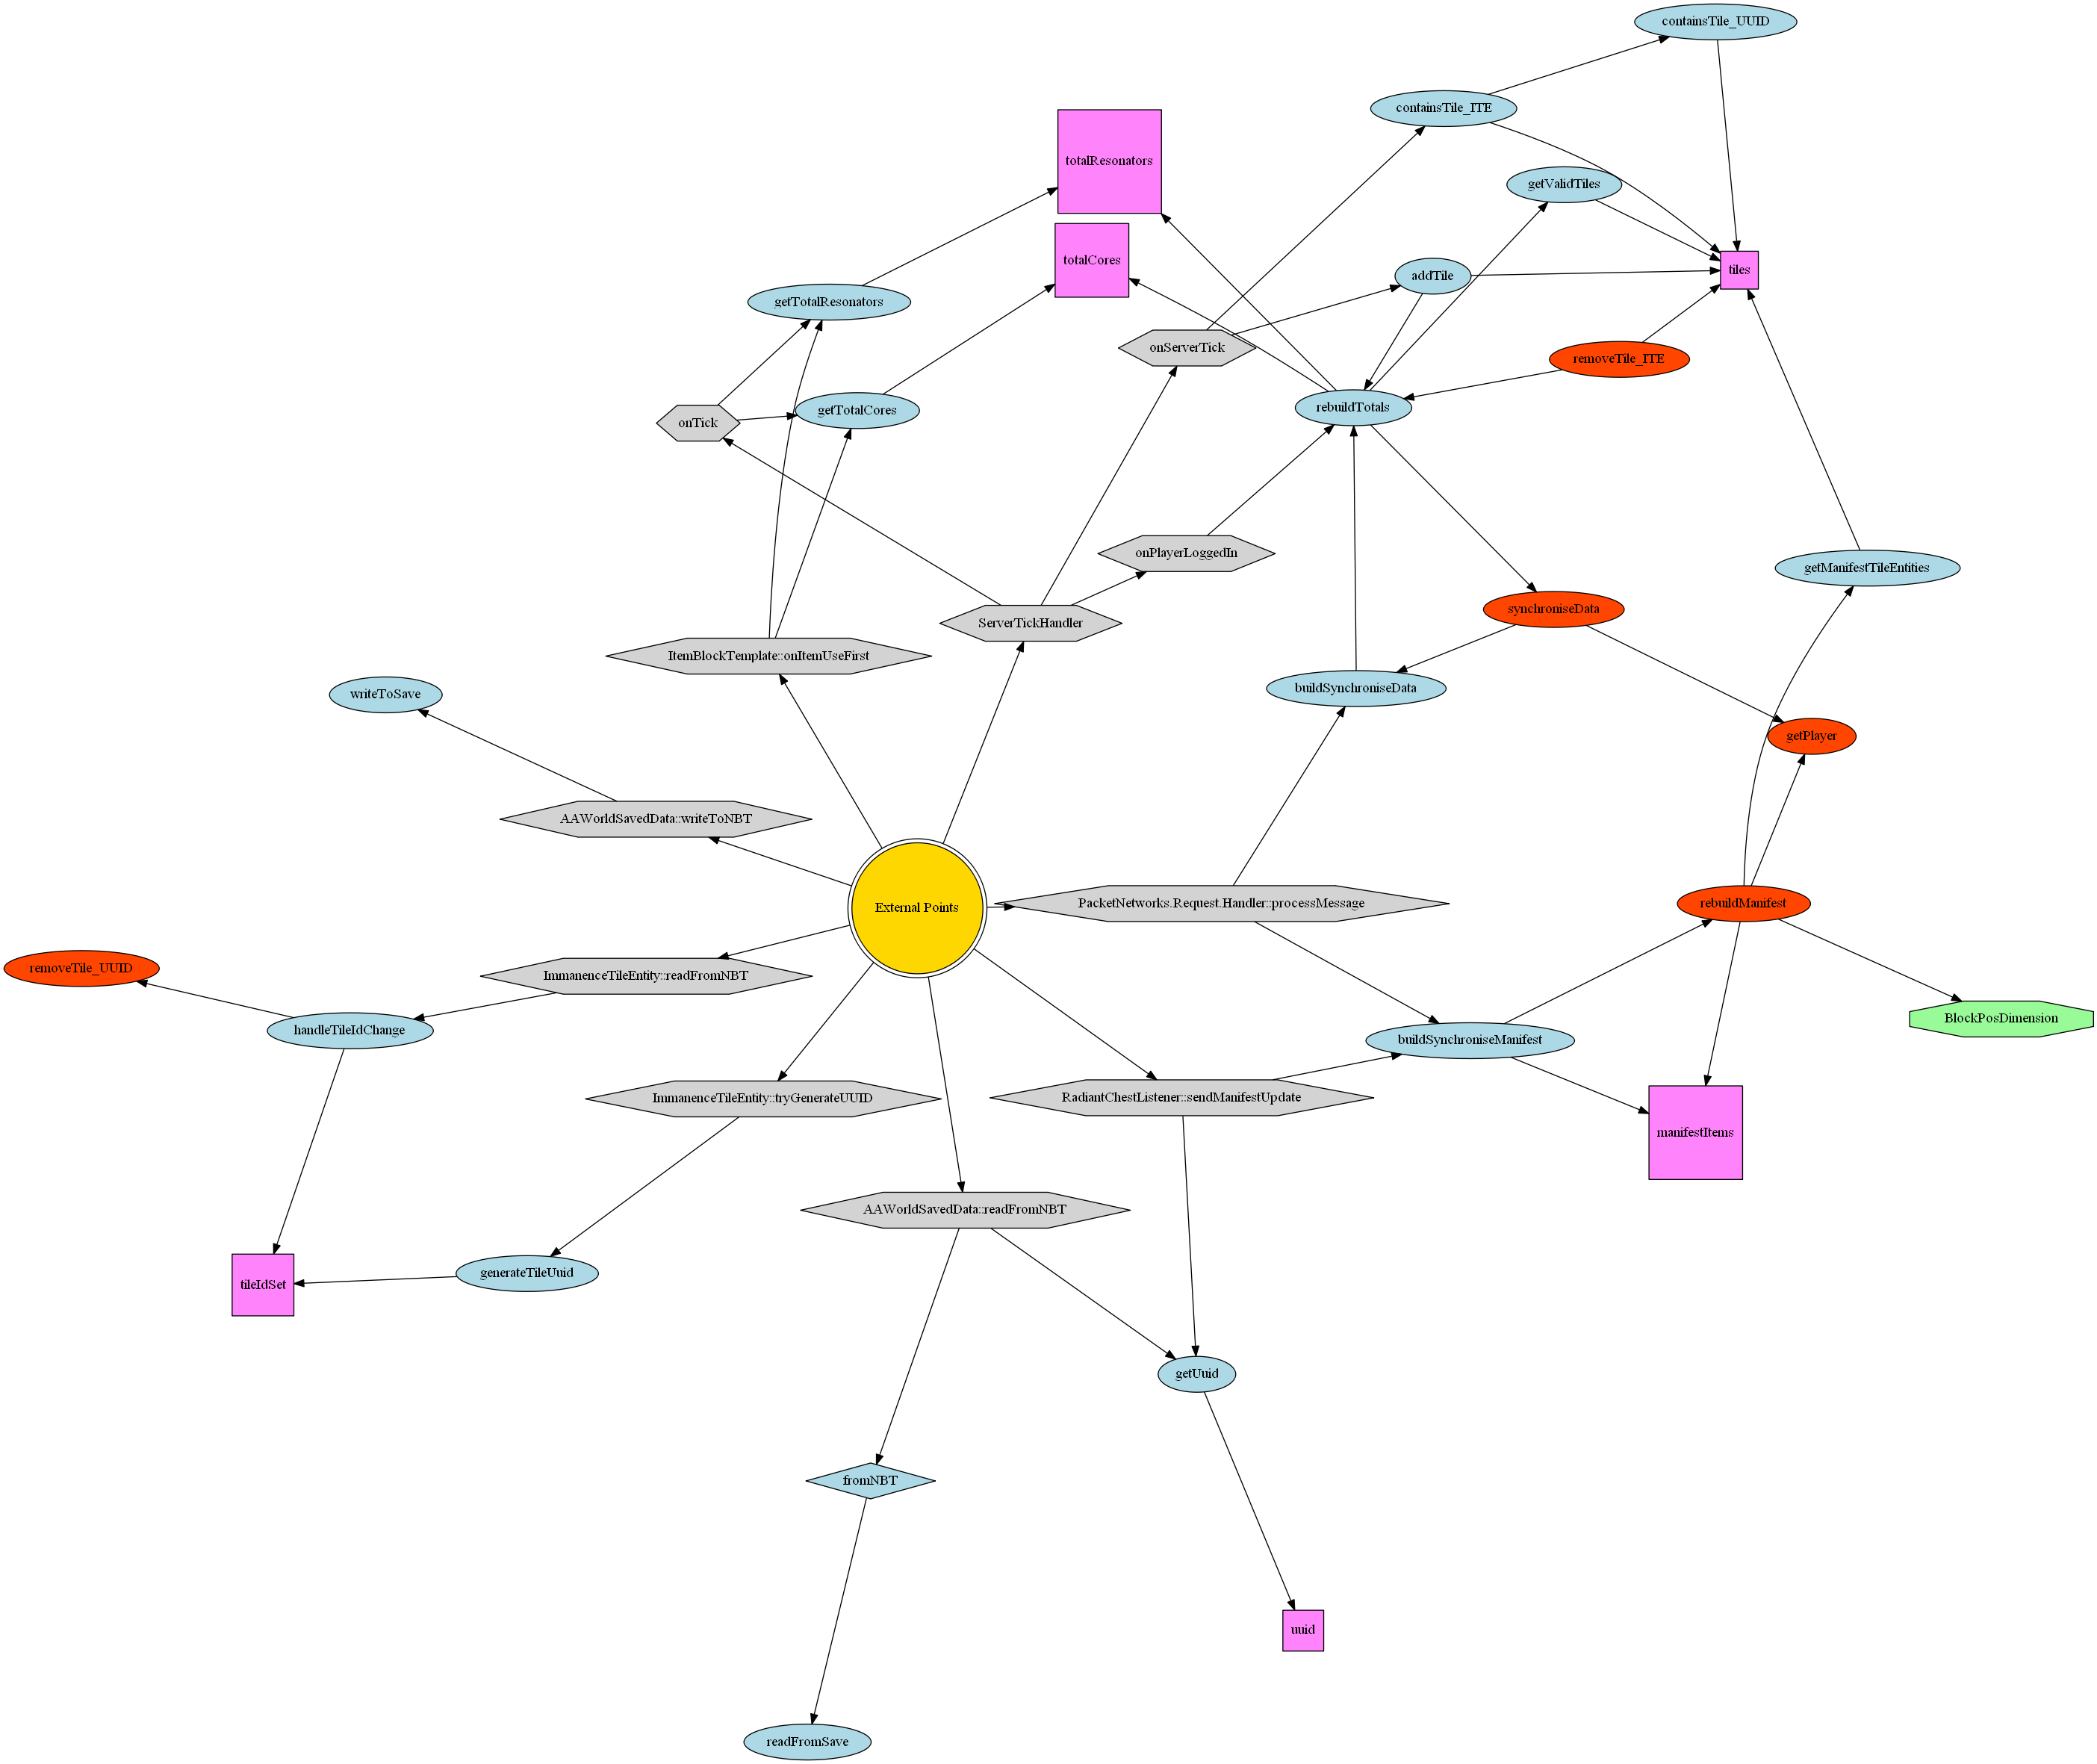 containsTile_UUID
containsTile_ITE
totalResonators
getValidTiles
totalCores
tiles
addTile
getTotalResonators
onServerTick
removeTile_ITE
rebuildTotals
getTotalCores
onTick
onPlayerLoggedIn
getManifestTileEntities
synchroniseData
ServerTickHandler
ItemBlockTemplate::onItemUseFirst
buildSynchroniseData
writeToSave
getPlayer
AAWorldSavedData::writeToNBT
External Points
PacketNetworks.Request.Handler::processMessage
rebuildManifest
removeTile_UUID
ImmanenceTileEntity::readFromNBT
BlockPosDimension
handleTileIdChange
buildSynchroniseManifest
ImmanenceTileEntity::tryGenerateUUID
RadiantChestListener::sendManifestUpdate
manifestItems
AAWorldSavedData::readFromNBT
generateTileUuid
tileIdSet
getUuid
fromNBT
uuid
readFromSave